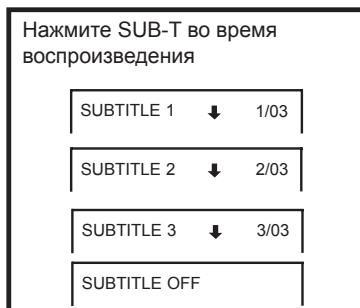 Нажмите SUB-T во время
воспроизведения
SUBTITLE 1 ⬇ 1/03
SUBTITLE 2 ⬇ 2/03
SUBTITLE 3 ⬇ 3/03
SUBTITLE OFF